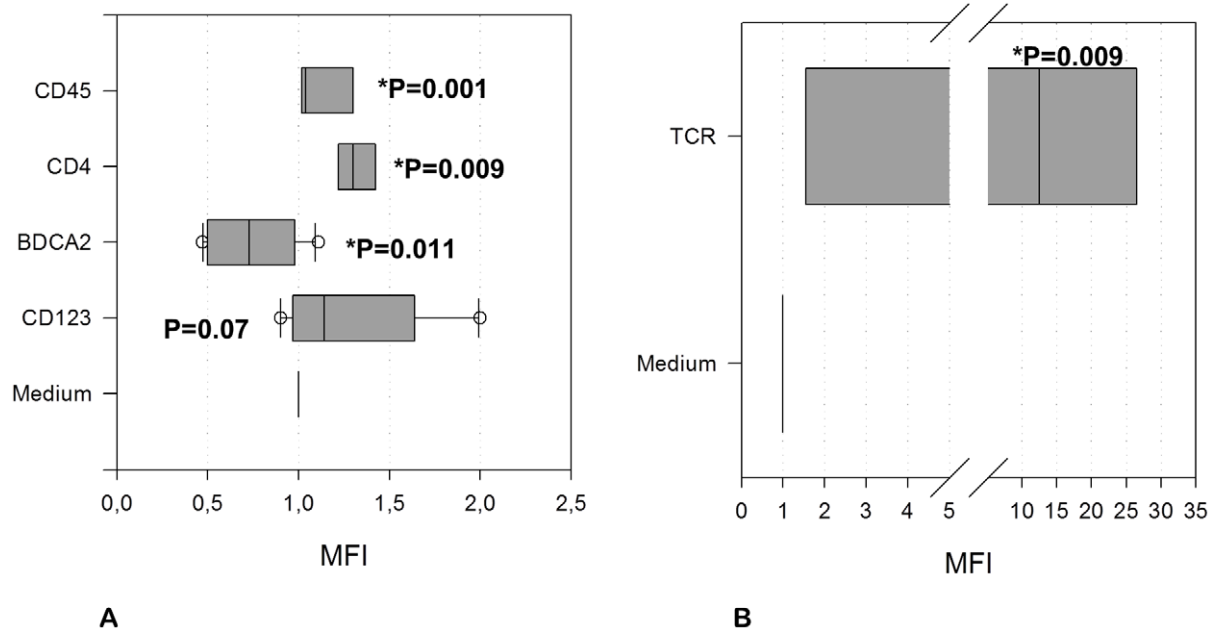 CD45
*P=0.001
CD4
*P=0.009
BDCA2
*P=0.011
CD123
P=0.07
Medium
0,0 0,5 1,0 1,5 2,0 2,5
MFI
A
*P=0.009
TCR
Medium
0 1 2 3 4 5 10 15 20 25 30 35
MFI
B